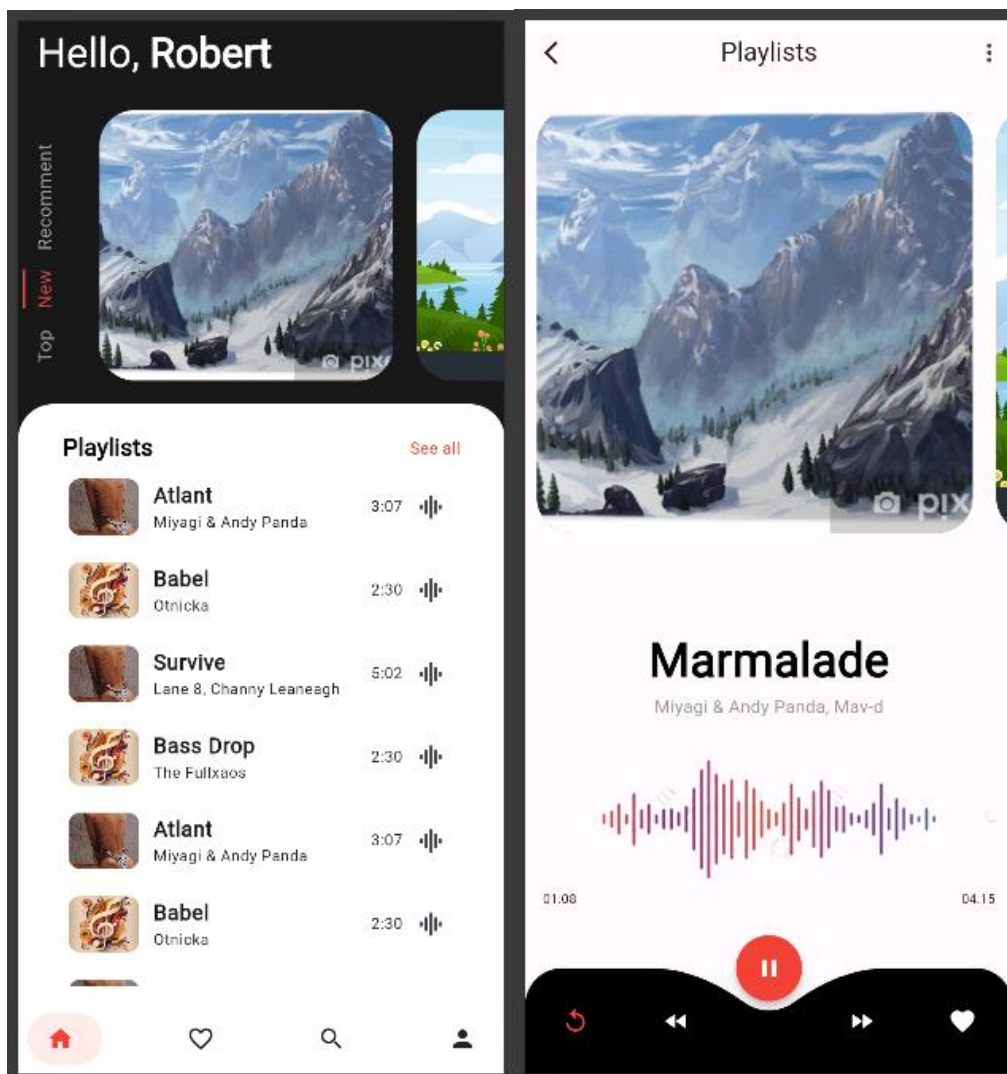 Hello, Robert
Recomment
New
Top
pix
Playlists
See all
Atlant
3:07
Miyagi & Andy Panda
Babel
2:30
Otnicka
Survive
5:02
Lane 8, Channy Leaneagh
Bass Drop
2:30
The Fullxaos
Atlant
3:07
Miyagi & Andy Panda
Babel
2:30
Otnicka
Playlists
pix
Marmalade
Miyagi & Andy Panda, Mav-d
01:08
04:15